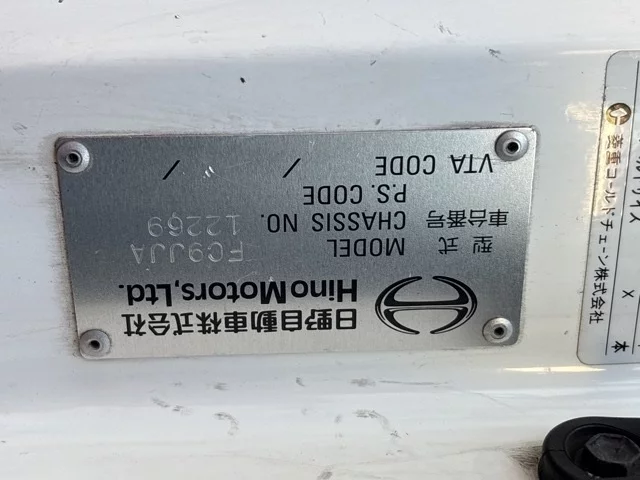 日野自動車株式会社
Hino Motors, Ltd.
型式 MODEL FC9JJA
車台番号 CHASSIS NO. 12269
P.S. CODE
VTA CODE / /
菱重コールドチェーン株式会社
X
本